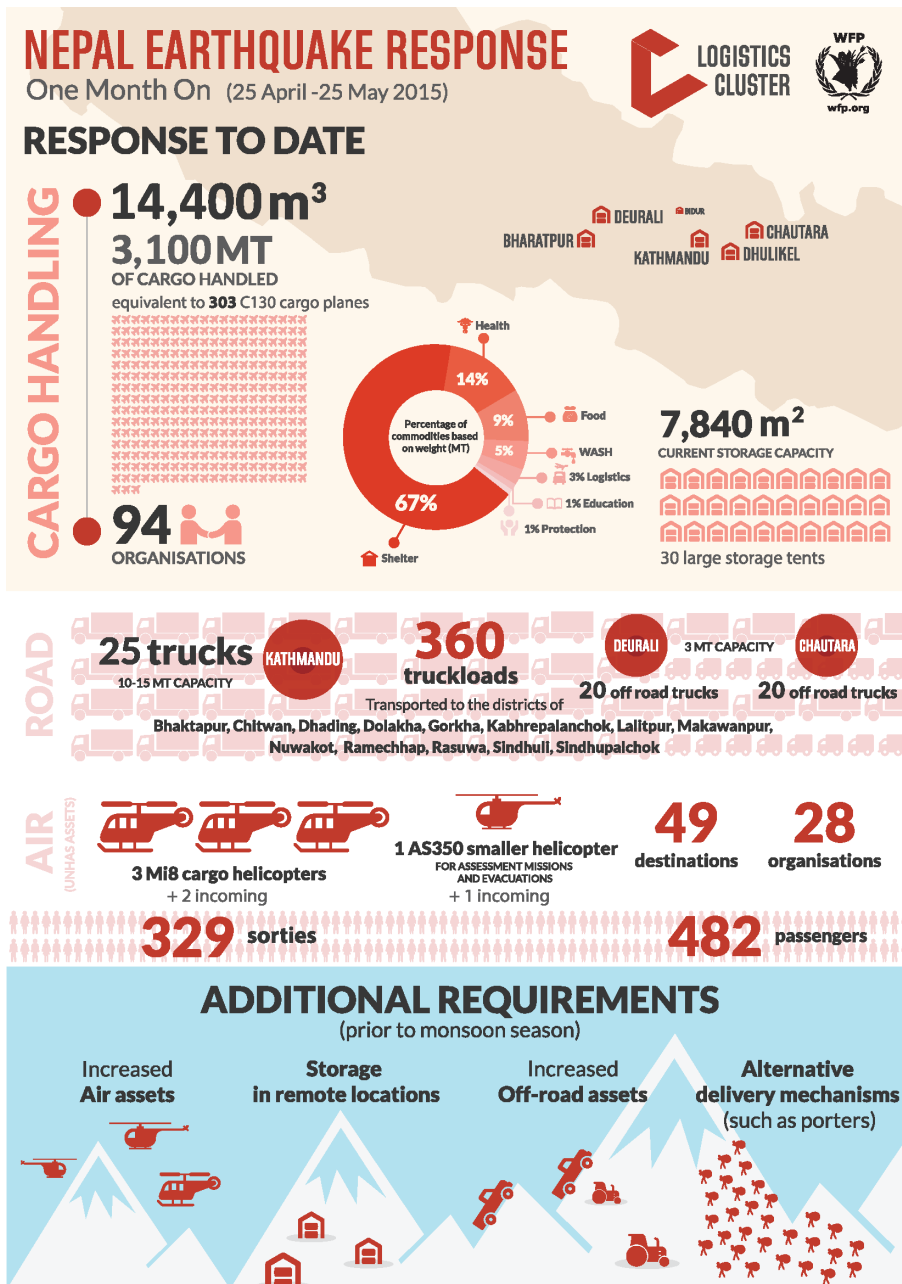 NEPAL EARTHQUAKE RESPONSE
One Month On (25 April -25 May 2015)
LOGISTICS
CLUSTER
WFP
wfp.org
RESPONSE TO DATE
CARGO HANDLING
14,400 m³
3,100 MT
OF CARGO HANDLED
equivalent to 303 C130 cargo planes
94
ORGANISATIONS
DEURALI
BIDUR
BHARATPUR
KATHMANDU
CHAUTARA
DHULIKEL
Health
14%
Percentage of
commodities based
on weight (MT)
9%
Food
5%
WASH
3% Logistics
1% Education
1% Protection
67%
Shelter
7,840 m²
CURRENT STORAGE CAPACITY
30 large storage tents
ROAD
25 trucks
10-15 MT CAPACITY
KATHMANDU
360
truckloads
DEURALI
3 MT CAPACITY
CHAUTARA
20 off road trucks
20 off road trucks
Transported to the districts of
Bhaktapur, Chitwan, Dhading, Dolakha, Gorkha, Kabhrepalanchok, Lalitpur, Makawanpur,
Nuwakot, Ramechhap, Rasuwa, Sindhuli, Sindhupalchok
AIR
(UNHAS ASSETS)
3 Mi8 cargo helicopters
+ 2 incoming
1 AS350 smaller helicopter
FOR ASSESSMENT MISSIONS
AND EVACUATIONS
+ 1 incoming
49
destinations
28
organisations
329 sorties
482 passengers
ADDITIONAL REQUIREMENTS
(prior to monsoon season)
Increased
Air assets
Storage
in remote locations
Increased
Off-road assets
Alternative
delivery mechanisms
(such as porters)